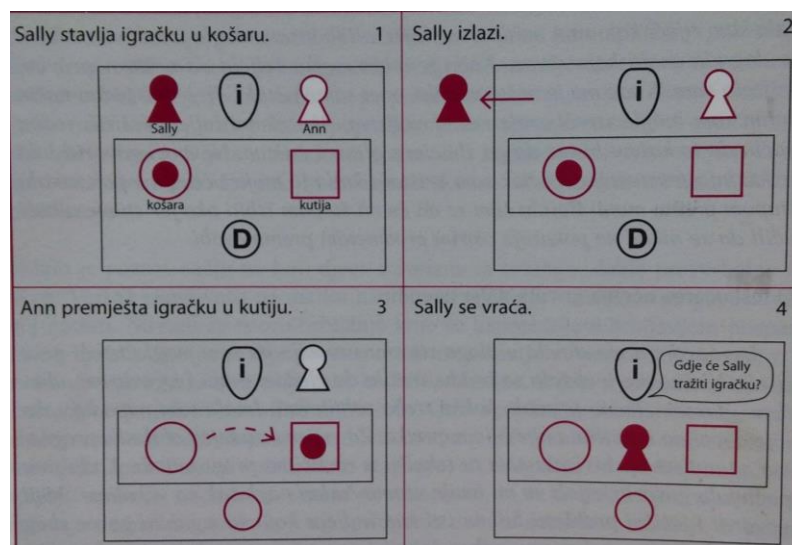 Sally stavlja igračku u košaru. 1
i
Sally Ann
košara kutija
D
Sally izlazi. 2
i
D
Ann premješta igračku u kutiju. 3
i
Sally se vraća. 4
i
Gdje će Sally
tražiti igračku?